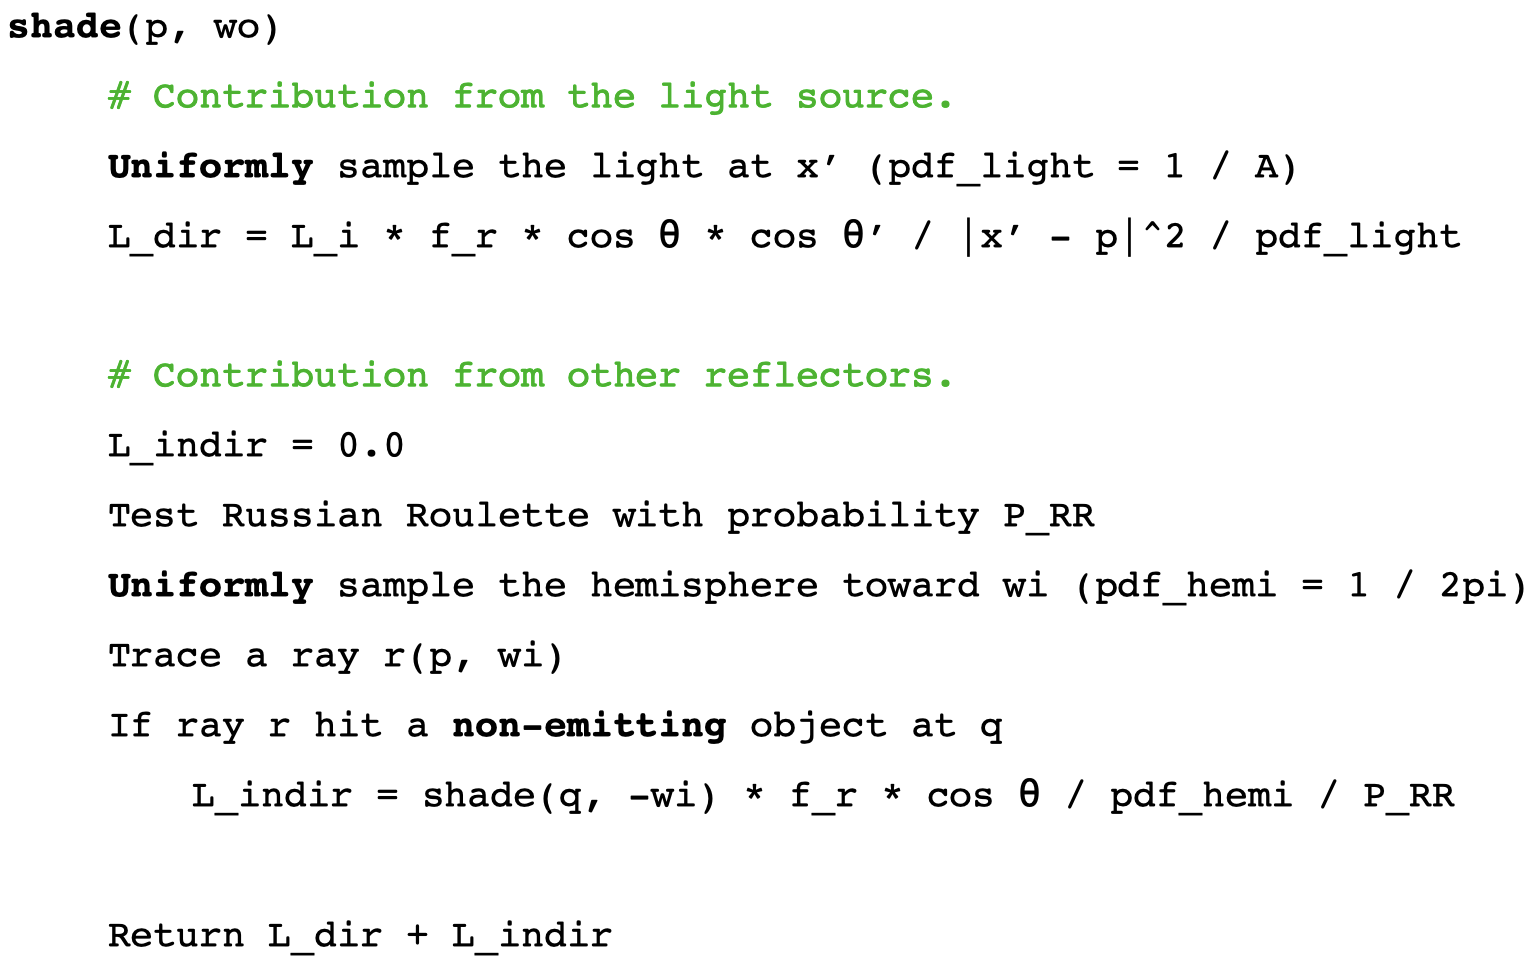 shade(p, wo)
# Contribution from the light source.
Uniformly sample the light at x’ (pdf_light = 1 / A)
L_dir = L_i * f_r * cos θ * cos θ’ / |x’ - p|^2 / pdf_light
# Contribution from other reflectors.
L_indir = 0.0
Test Russian Roulette with probability P_RR
Uniformly sample the hemisphere toward wi (pdf_hemi = 1 / 2pi)
Trace a ray r(p, wi)
If ray r hit a non-emitting object at q
L_indir = shade(q, -wi) * f_r * cos θ / pdf_hemi / P_RR
Return L_dir + L_indir